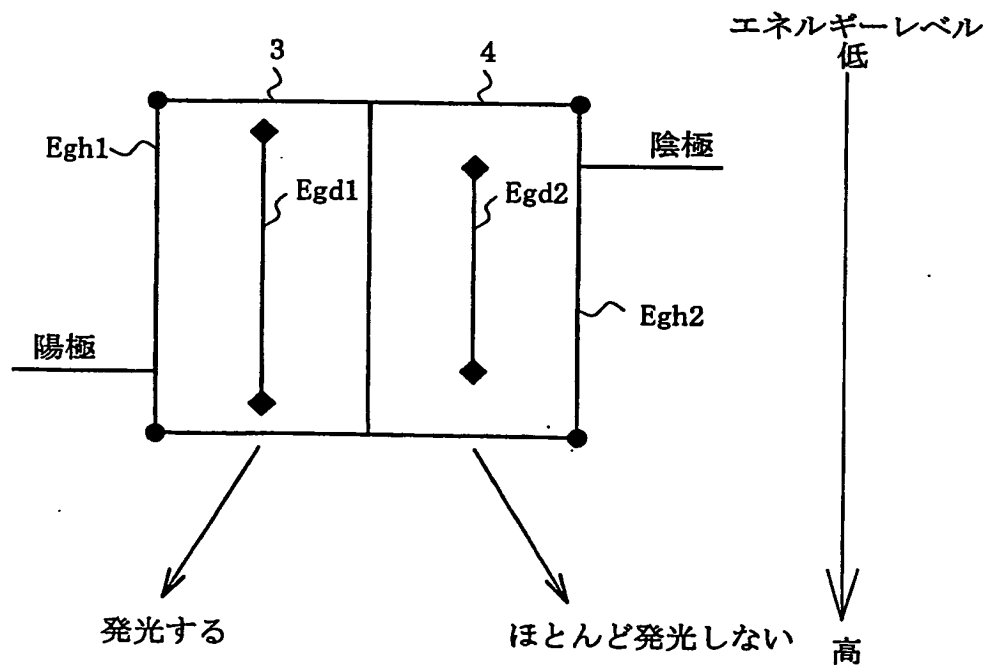 エネルギーレベル
低
3
4
Egh1
陰極
Egd1
Egd2
Egh2
陽極
発光する
ほとんど発光しない
高